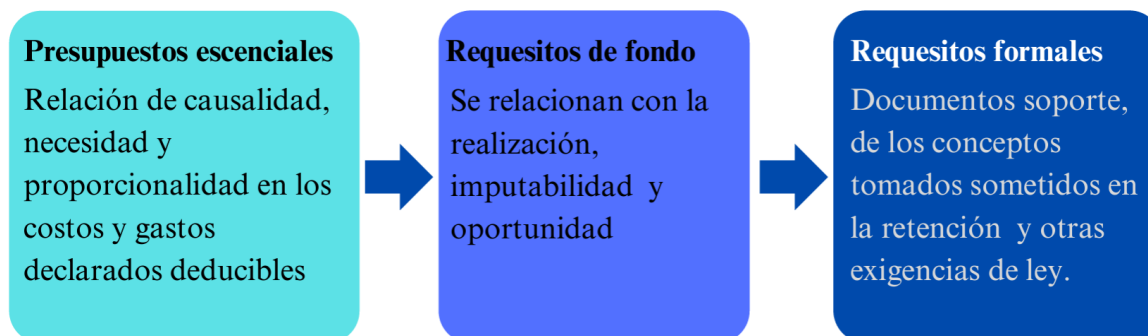 Presupuestos escenciales
Relación de causalidad,
necesidad y
proporcionalidad en los
costos y gastos
declarados deducibles
Requesitos de fondo
Se relacionan con la
realización,
imputabilidad y
oportunidad
Requesitos formales
Documentos soporte,
de los conceptos
tomados sometidos en
la retención y otras
exigencias de ley.